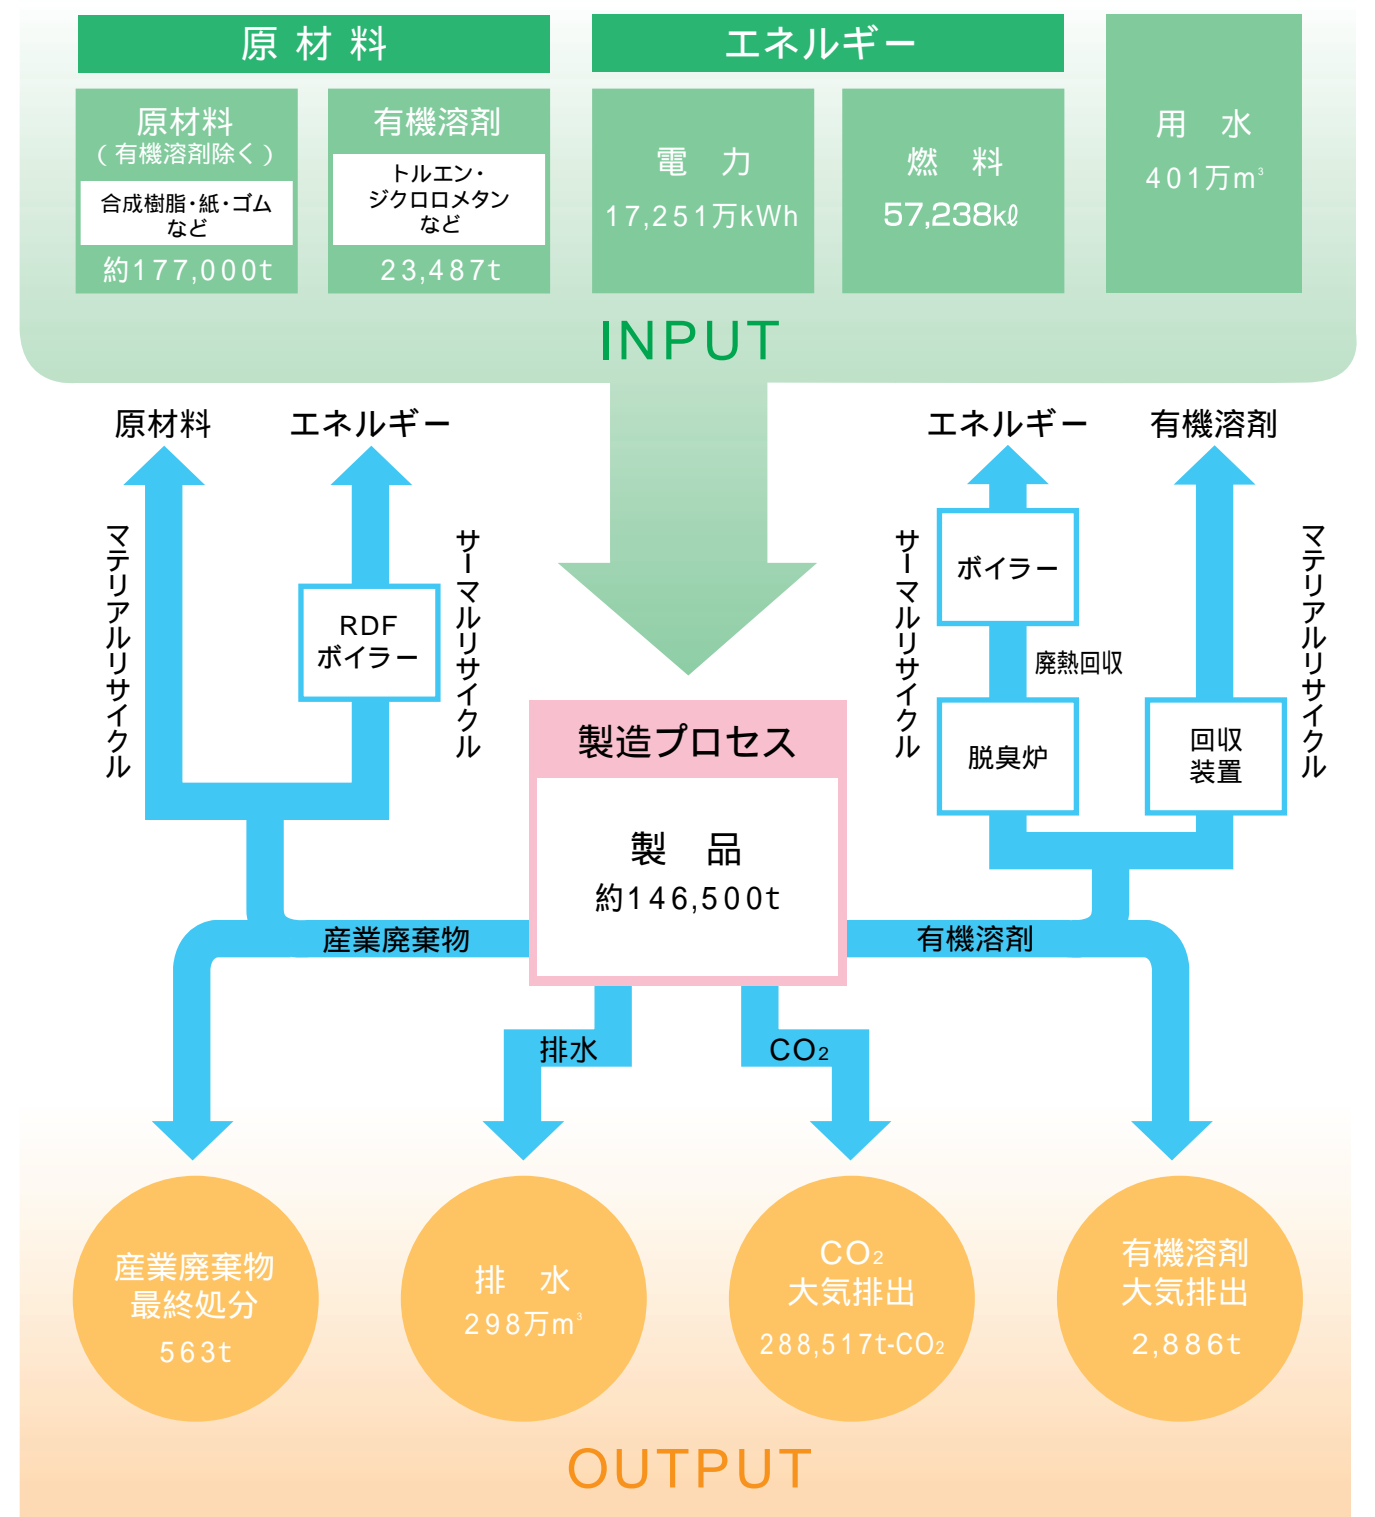 原材料
エネルギー
原材料
(有機溶剤除く)
合成樹脂・紙・ゴム
など
約177,000t
有機溶剤
トルエン・
ジクロロメタン
など
23,487t
電力
17,251万kWh
燃料
57,238kℓ
用水
401万m³
INPUT
原材料
エネルギー
エネルギー
有機溶剤
マテリアルリサイクル
サーマルリサイクル
RDF
ボイラー
サーマルリサイクル
マテリアルリサイクル
ボイラー
廃熱回収
脱臭炉
回収
装置
製造プロセス
製品
約146,500t
産業廃棄物
有機溶剤
排水
CO₂
産業廃棄物
最終処分
563t
排水
298万m³
CO₂
大気排出
288,517t-CO₂
有機溶剤
大気排出
2,886t
OUTPUT